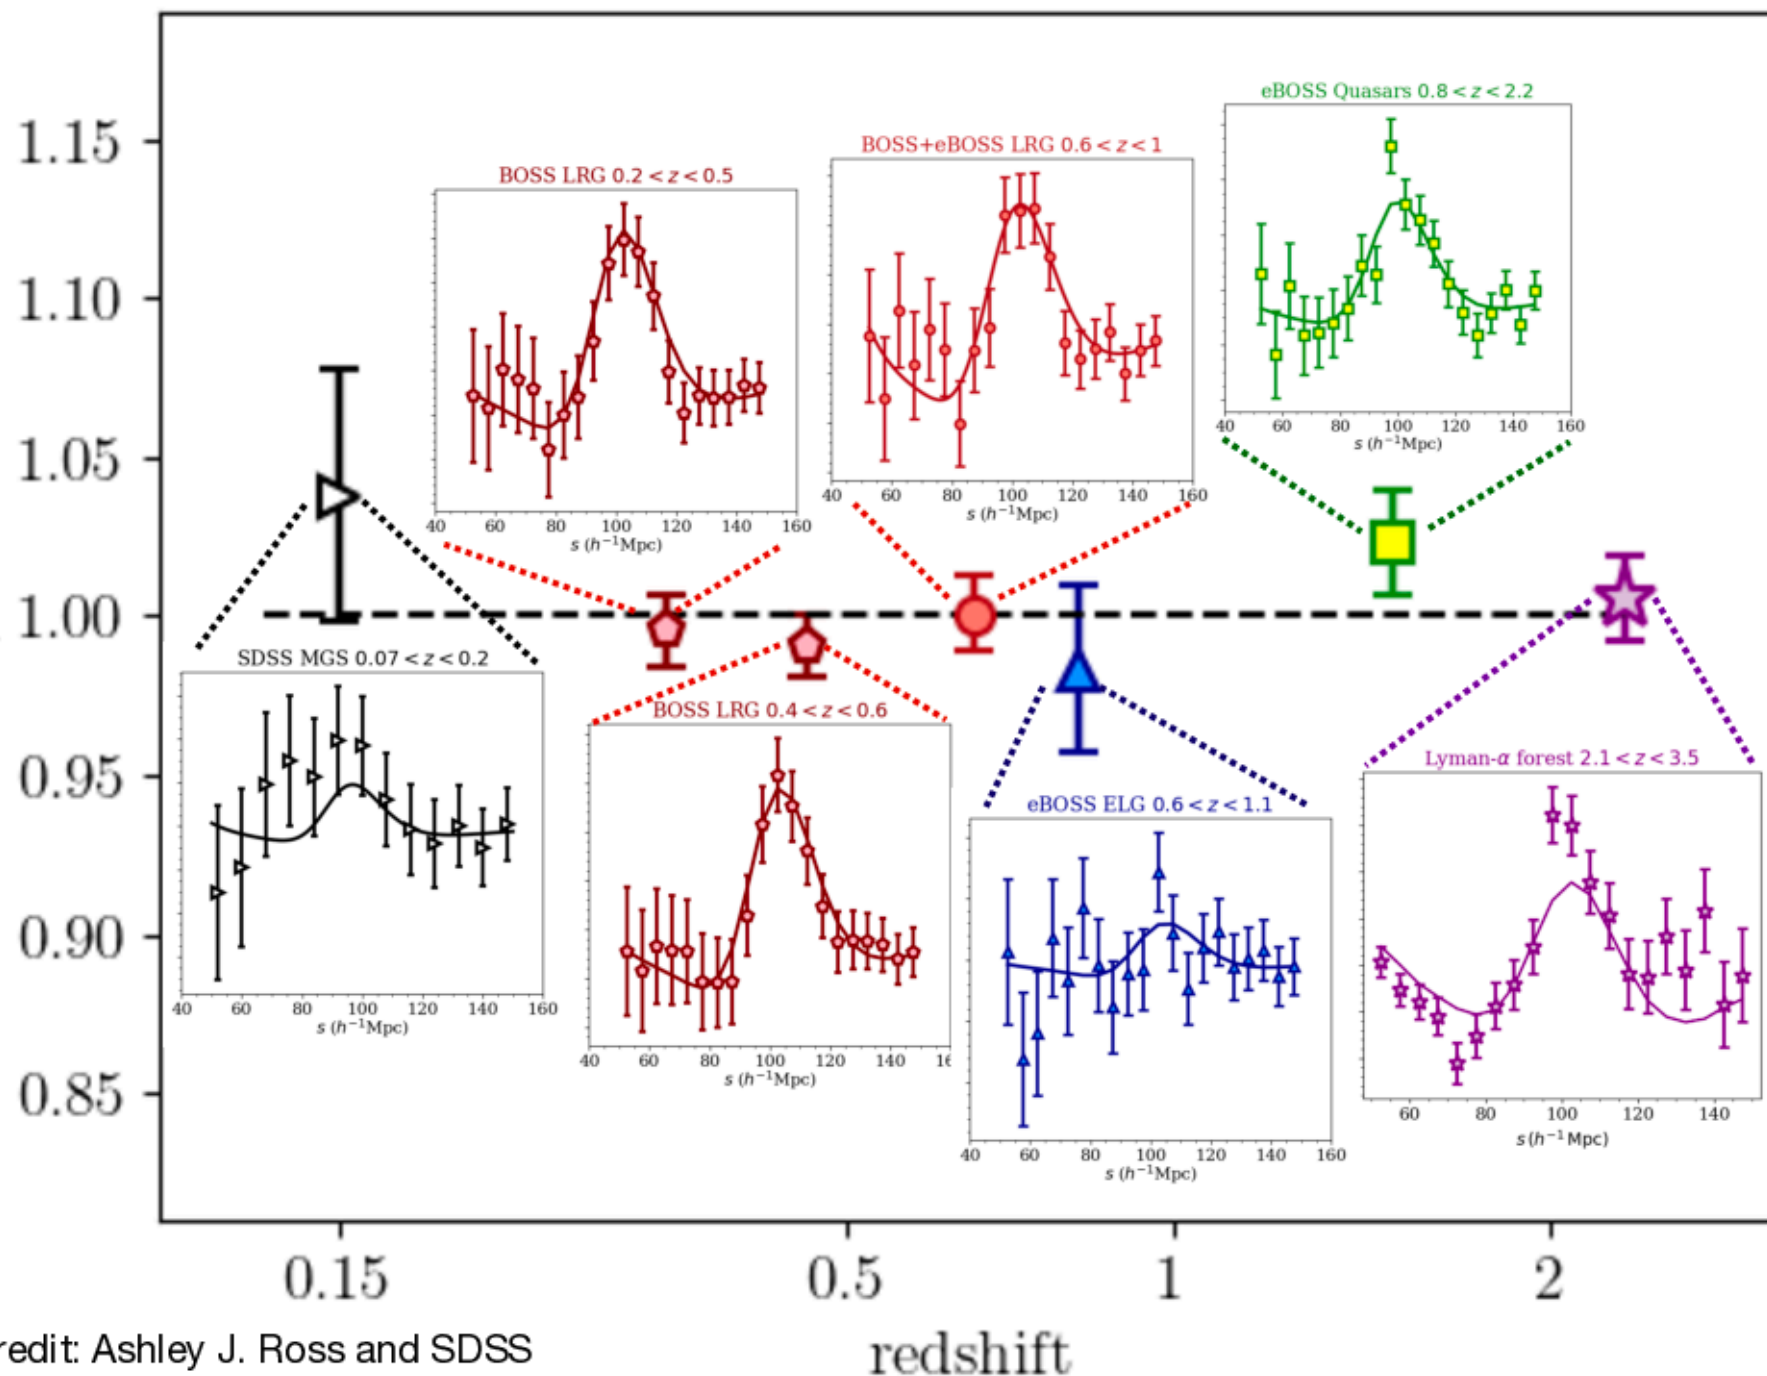 eBOSS Quasars 0.8 < z < 2.2
1.15
BOSS+eBOSS LRG 0.6 < z < 1
BOSS LRG 0.2 < z < 0.5
1.10
40 60 80 100 120 140 160
s (h⁻¹Mpc)
1.05
40 60 80 100 120 140 160
s (h⁻¹Mpc)
40 60 80 100 120 140 160
s (h⁻¹Mpc)
1.00
SDSS MGS 0.07 < z < 0.2
BOSS LRG 0.4 < z < 0.6
Lyman-α forest 2.1 < z < 3.5
0.95
eBOSS ELG 0.6 < z < 1.1
0.90
40 60 80 100 120 140 160
s (h⁻¹Mpc)
40 60 80 100 120 140 16
s (h⁻¹Mpc)
0.85
60 80 100 120 140
s (h⁻¹ Mpc)
40 60 80 100 120 140 160
s (h⁻¹Mpc)
0.15 0.5 1 2
redit: Ashley J. Ross and SDSS
redshift